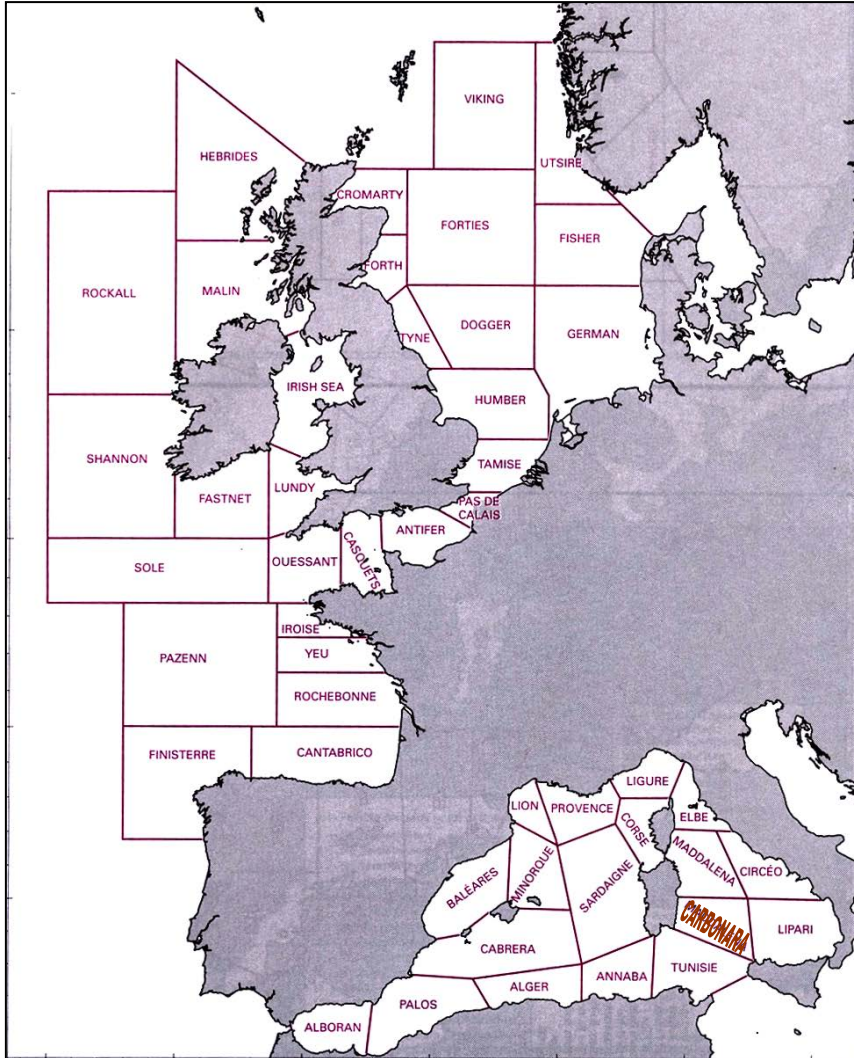 VIKING
HEBRIDES
UTSIRE
CROMARTY
FORTIES
FISHER
FORTH
ROCKALL
MALIN
TYNE
DOGGER
GERMAN
IRISH SEA
HUMBER
SHANNON
TAMISE
LUNDY
FASTNET
PAS DE
CALAIS
ANTIFER
CASQUETS
SOLE
OUESSANT
IROISE
YEU
PAZENN
ROCHEBONNE
FINISTERRE
CANTABRICO
LIGURE
LION
PROVENCE
CORSE
ELBE
MADDALENA
CIRCÉO
MINORQUE
BALÉARES
SARDAIGNE
CARBONARA
LIPARI
CABRERA
ANNABA
TUNISIE
ALGER
PALOS
ALBORAN